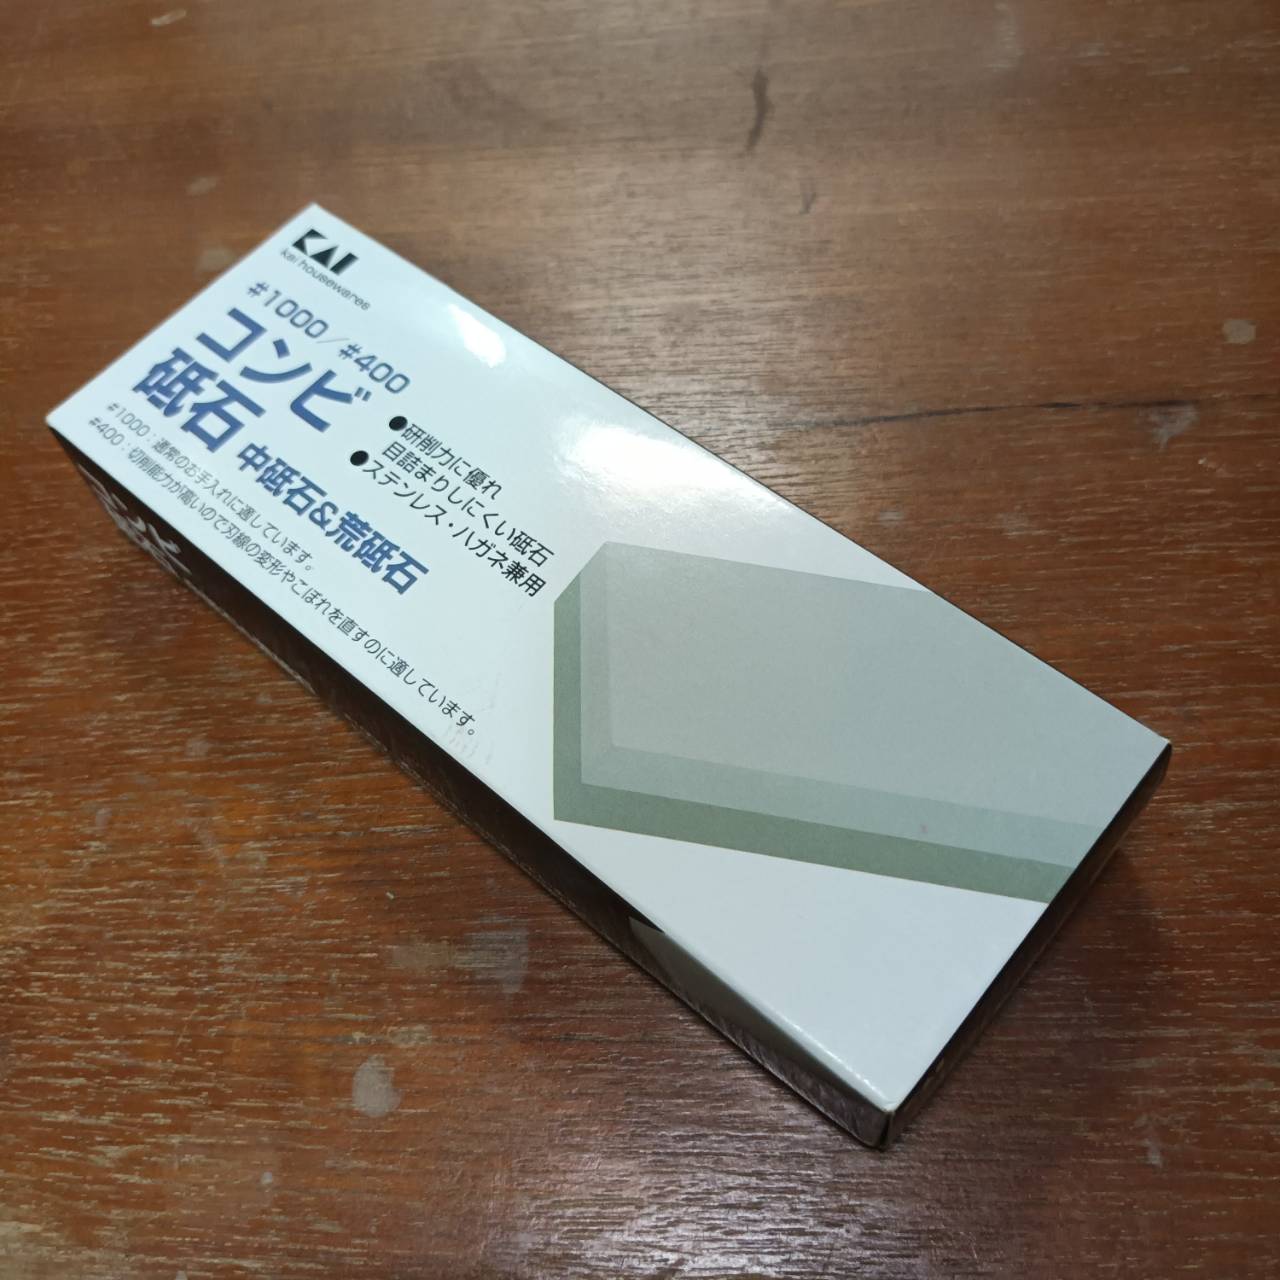 KAI
kai housewares
#1000/#400
コンビ
砥石 中砥石&荒砥石
#1000:通常のお手入れに適しています。
#400:切削能力が高いので刃線の変形やこぼれを直すのに適しています。
●研削力に優れ
目詰まりしにくい砥石
●ステンレス・ハガネ兼用